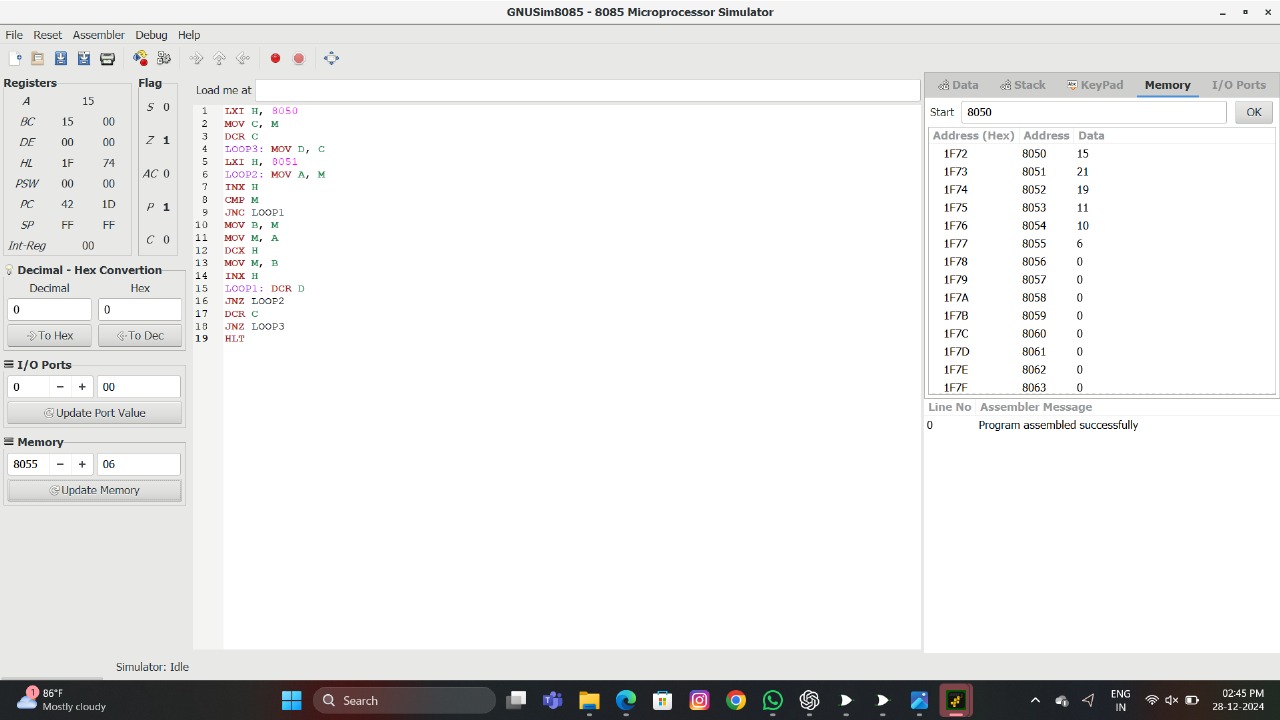 GNUSim8085 - 8085 Microprocessor Simulator
File Reset Assembler Debug Help
Registers Flag
A 15
BC 15 00
DE 00 00
HL 1F 74
PSW 00 00
PC 42 1D
SP FF FF
Int-Reg 00
S 0
Z 1
AC 0
P 1
C 0
Decimal - Hex Convertion
Decimal Hex
0 0
To Hex To Dec
I/O Ports
0 - + 00
Update Port Value
Memory
8055 - + 06
Update Memory
Load me at
1 LXI H, 8050
2 MOV C, M
3 DCR C
4 LOOP3: MOV D, C
5 LXI H, 8051
6 LOOP2: MOV A, M
7 INX H
8 CMP M
9 JNC LOOP1
10 MOV B, M
11 MOV M, A
12 DCX H
13 MOV M, B
14 INX H
15 LOOP1: DCR D
16 JNZ LOOP2
17 DCR C
18 JNZ LOOP3
19 HLT
Data Stack KeyPad Memory I/O Ports
Start 8050 OK
Address (Hex) Address Data
1F72 8050 15
1F73 8051 21
1F74 8052 19
1F75 8053 11
1F76 8054 10
1F77 8055 6
1F78 8056 0
1F79 8057 0
1F7A 8058 0
1F7B 8059 0
1F7C 8060 0
1F7D 8061 0
1F7E 8062 0
1F7F 8063 0
Line No Assembler Message
0 Program assembled successfully
Simulator: Idle
1
86°F
Mostly cloudy
Search
ENG
IN
02:45 PM
28-12-2024